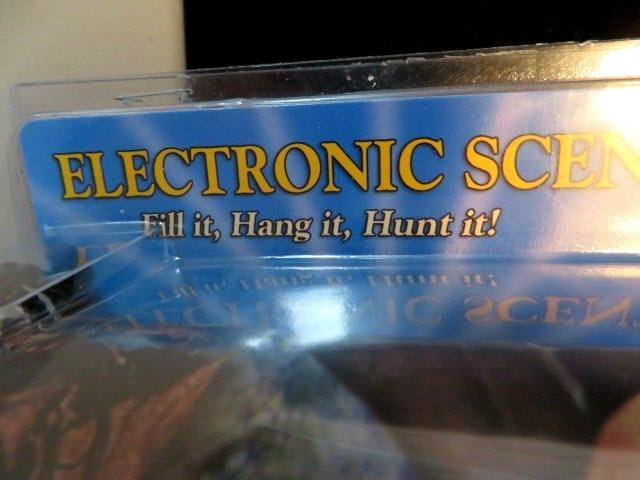 ELECTRONIC SCEN
Fill it, Hang it, Hunt it!